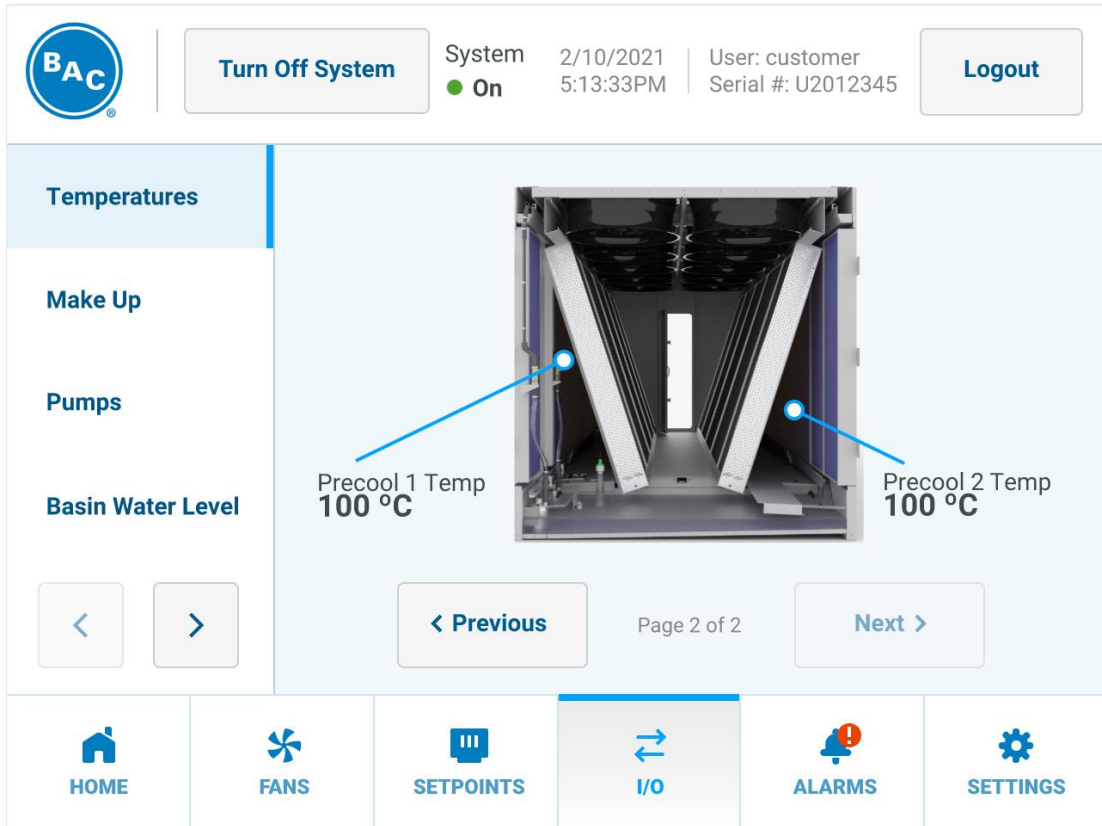 BAC
®
Turn Off System
System
On
2/10/2021
5:13:33PM
User: customer
Serial #: U2012345
Logout
Temperatures
Make Up
Pumps
Basin Water Level
Precool 1 Temp
100 ºC
Precool 2 Temp
100 ºC
< >
< Previous
Page 2 of 2
Next >
HOME
FANS
SETPOINTS
I/O
ALARMS
SETTINGS